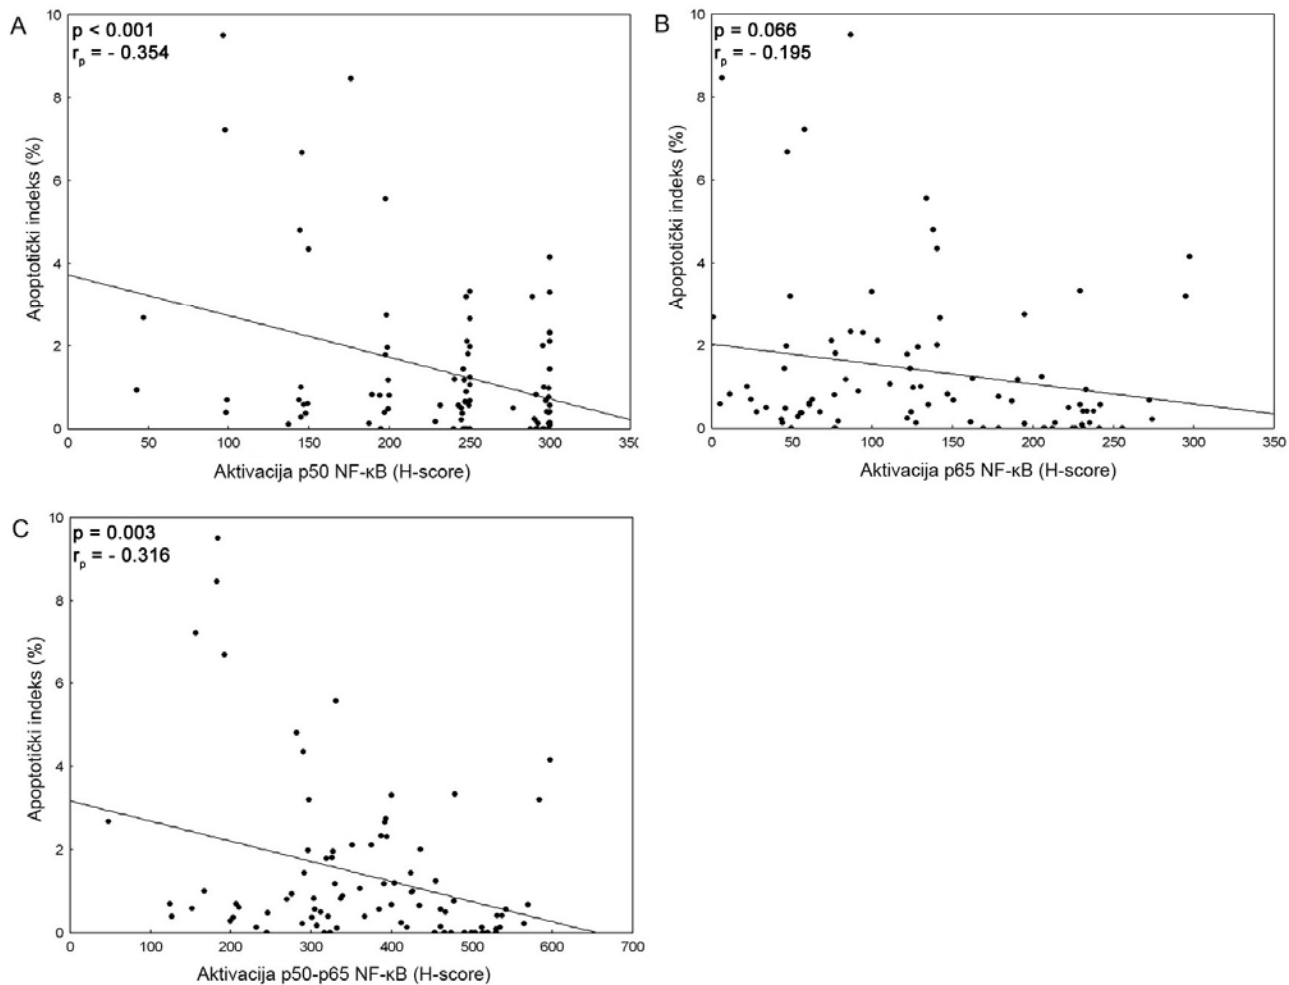 A
p < 0.001
rp = - 0.354
10
8
6
4
2
0
Apoptotički indeks (%)
0 50 100 150 200 250 300 350
Aktivacija p50 NF-κB (H-score)
B
p = 0.066
rp = - 0.195
10
8
6
4
2
0
Apoptotički indeks (%)
0 50 100 150 200 250 300 350
Aktivacija p65 NF-κB (H-score)
C
p = 0.003
rp = - 0.316
10
8
6
4
2
0
Apoptotički indeks (%)
0 100 200 300 400 500 600 700
Aktivacija p50-p65 NF-κB (H-score)